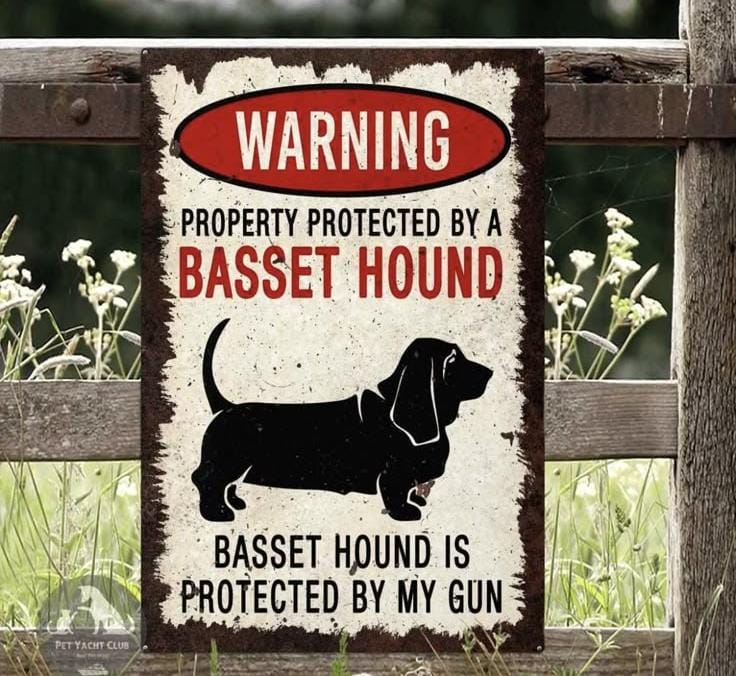 WARNING
PROPERTY PROTECTED BY A
BASSET HOUND
BASSET HOUND IS
PROTECTED BY MY GUN
PET YACHT CLUB